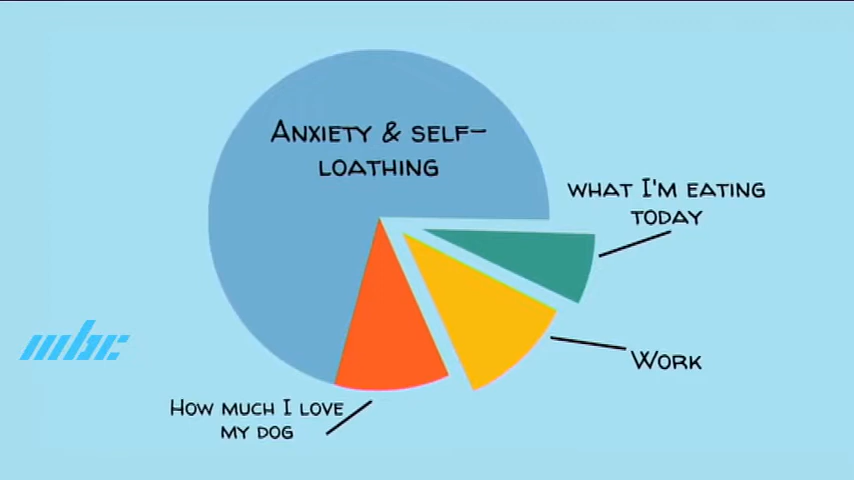 Anxiety & self-
loathing
what I'm eating
today
Work
How much I love
my dog
mbc